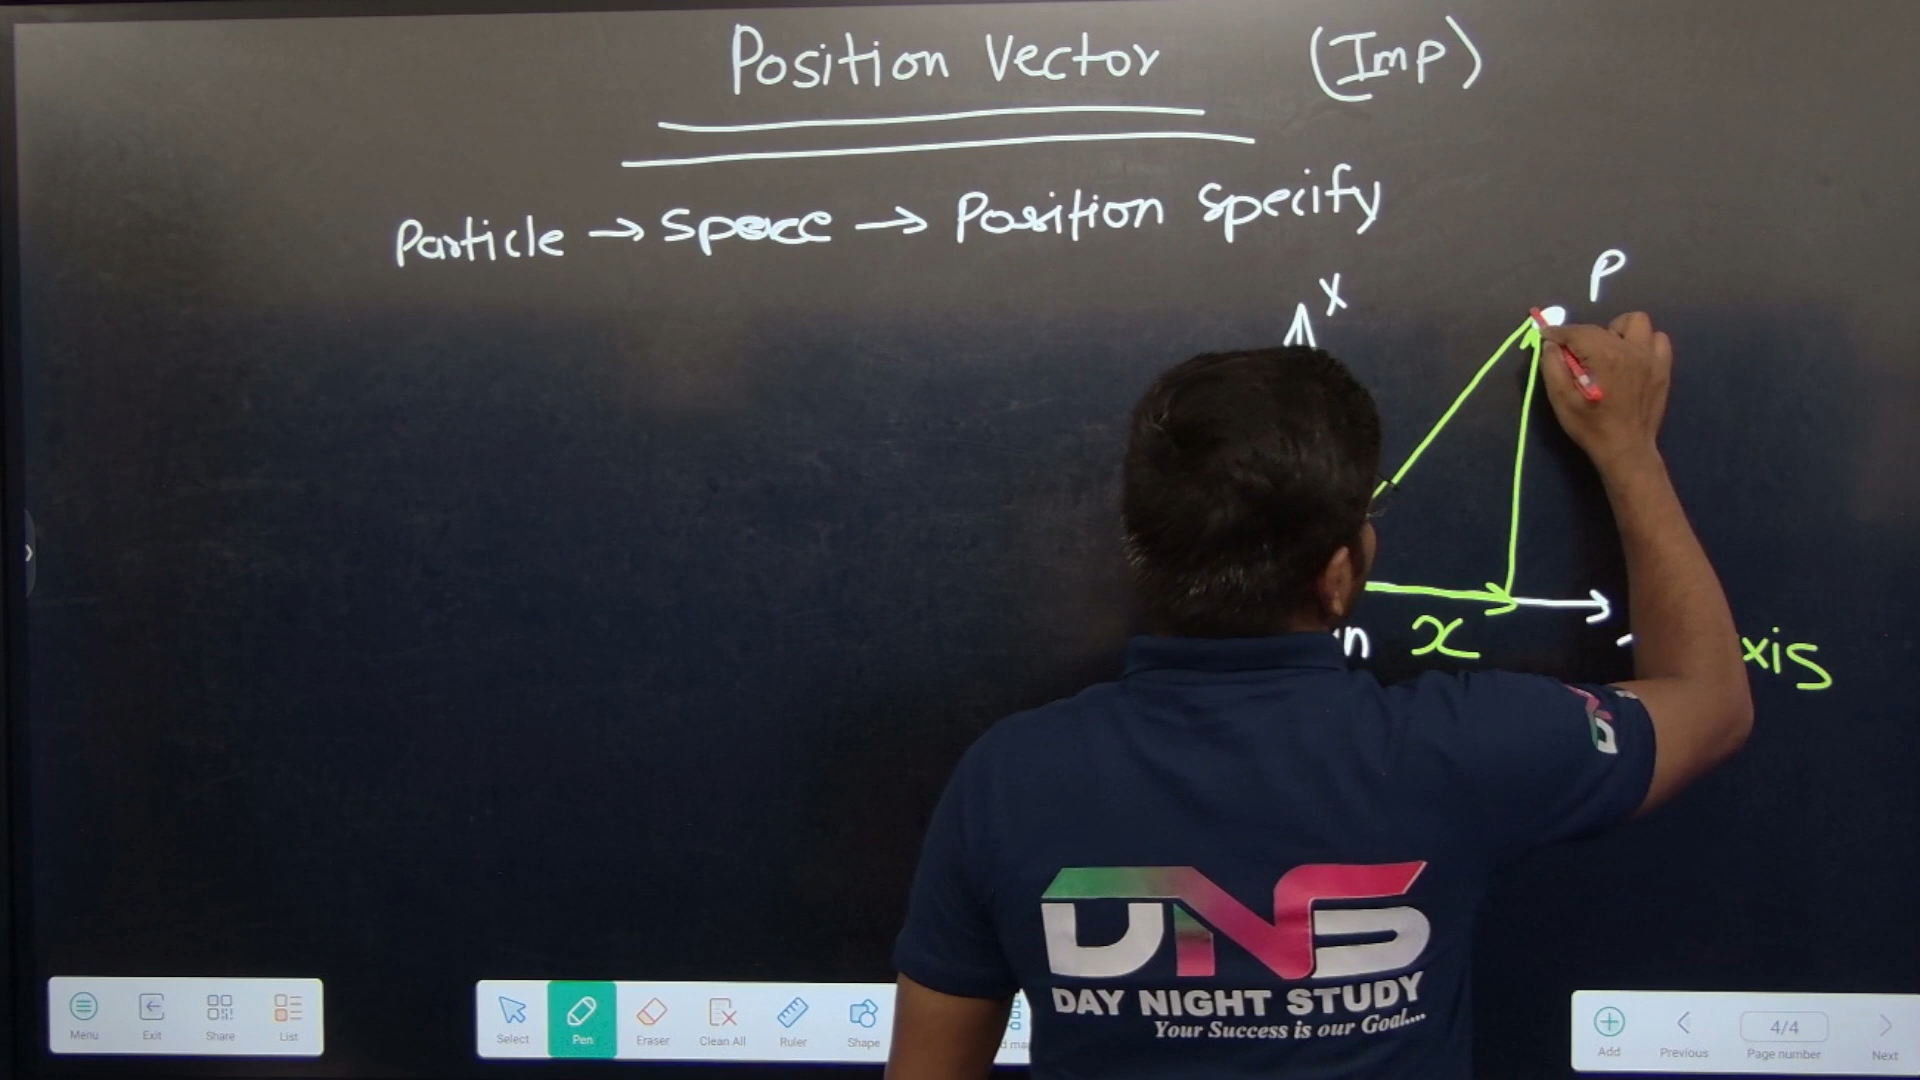 Position Vector (Imp)
Particle → Space → Position Specify
P
Y
x
xis
DNS
DAY NIGHT STUDY
Your Success is our Goal....
Menu
Exit
Share
List
Select
Pen
Eraser
Clean All
Ruler
Shape
Add
Previous
4/4
Page number
Next